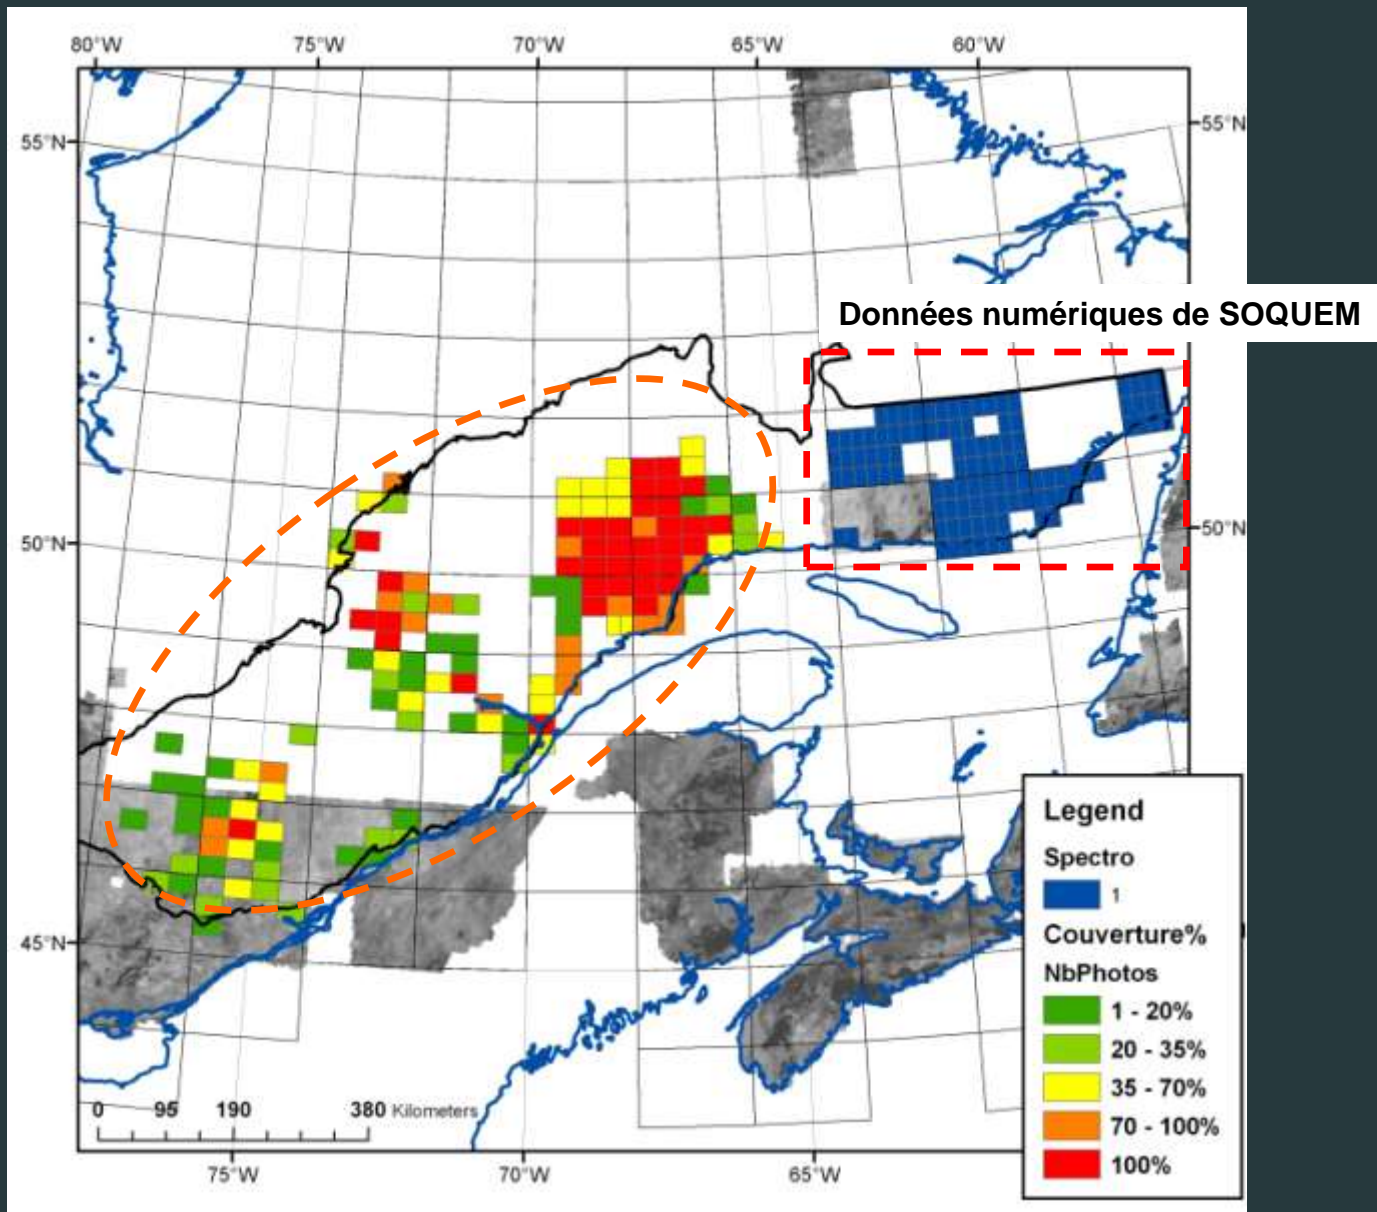 80°W 75°W 70°W 65°W 60°W
55°N 55°N
Données numériques de SOQUEM
50°N 50°N
Legend
Spectro
1
45°N
Couverture%
NbPhotos
1 - 20%
20 - 35%
35 - 70%
0 95 190 380 Kilometers
70 - 100%
100%
75°W 70°W 65°W